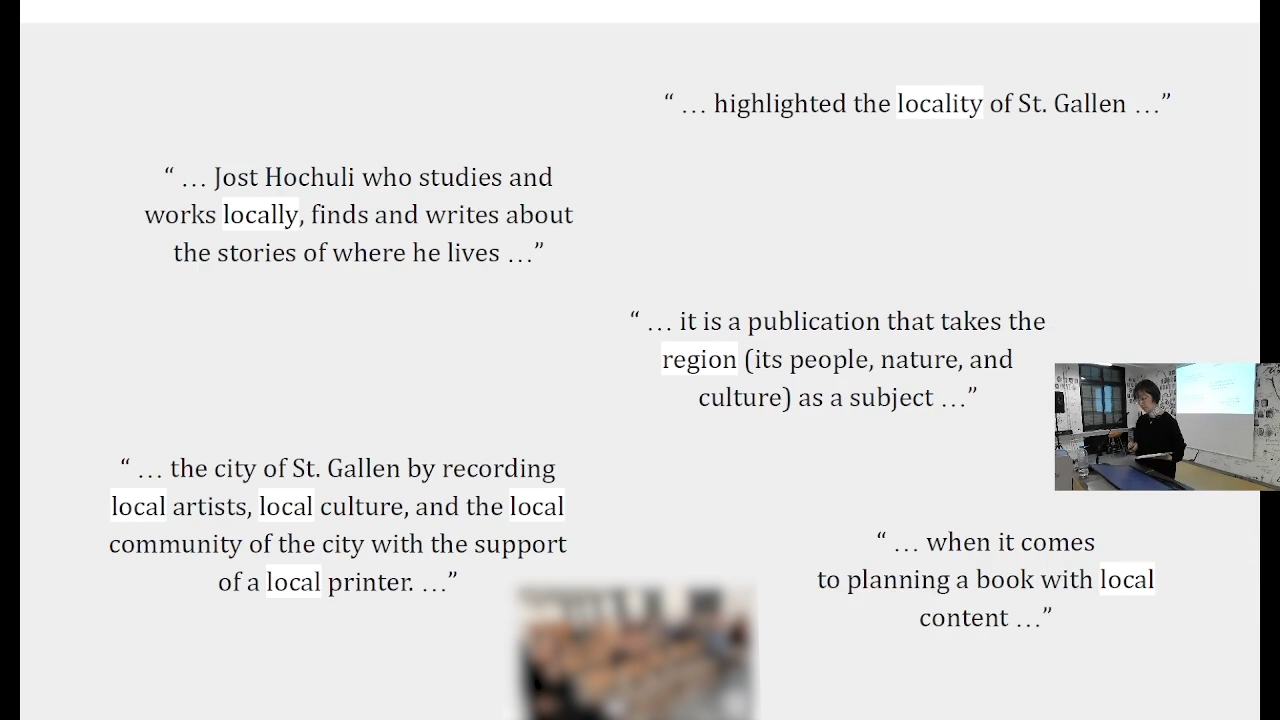 “ … highlighted the locality of St. Gallen …”
“ … Jost Hochuli who studies and
works locally, finds and writes about
the stories of where he lives …”
“ … it is a publication that takes the
region (its people, nature, and
culture) as a subject …”
“ … the city of St. Gallen by recording
local artists, local culture, and the local
community of the city with the support
of a local printer. …”
“ … when it comes
to planning a book with local
content …”